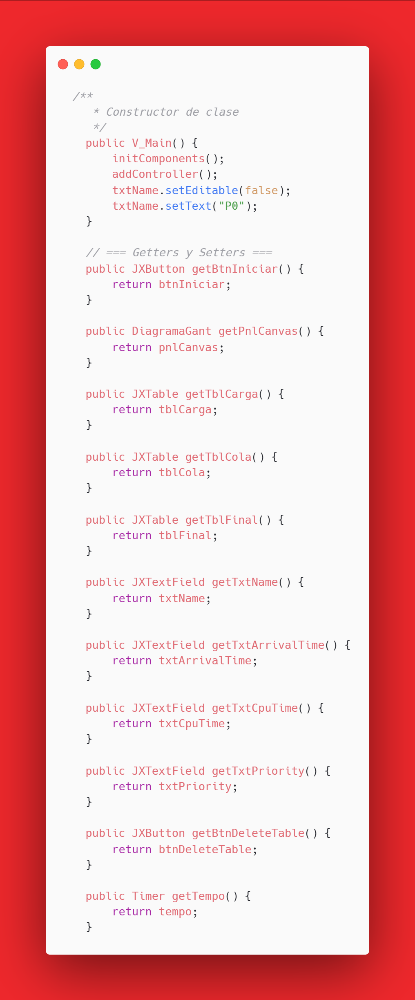 /**
* Constructor de clase
*/
public V_Main() {
initComponents();
addController();
txtName.setEditable(false);
txtName.setText("P0");
}
// === Getters y Setters ===
public JXButton getBtnIniciar() {
return btnIniciar;
}
public DiagramaGant getPnlCanvas() {
return pnlCanvas;
}
public JXTable getTblCarga() {
return tblCarga;
}
public JXTable getTblCola() {
return tblCola;
}
public JXTable getTblFinal() {
return tblFinal;
}
public JXTextField getTxtName() {
return txtName;
}
public JXTextField getTxtArrivalTime() {
return txtArrivalTime;
}
public JXTextField getTxtCpuTime() {
return txtCpuTime;
}
public JXTextField getTxtPriority() {
return txtPriority;
}
public JXButton getBtnDeleteTable() {
return btnDeleteTable;
}
public Timer getTempo() {
return tempo;
}